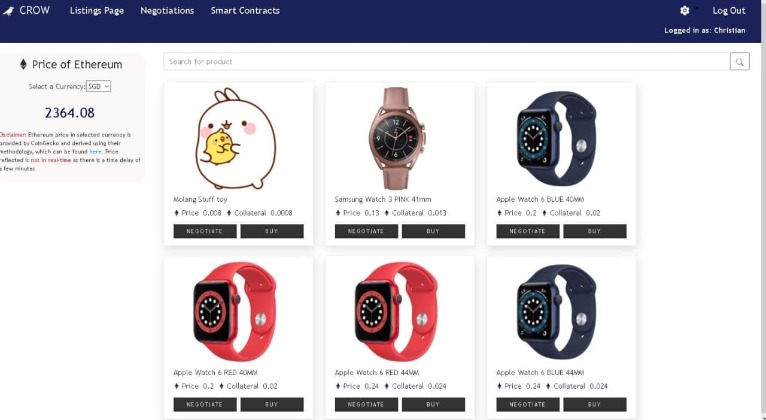 CROW Listings Page Negotiations Smart Contracts Log Out
Logged in as: Christian
Price of Ethereum
Select a Currency: SGD
2364.08
Disclaimer: Ethereum price in selected currency is
provided by CoinGecko and derived using their
methodology, which can be found here. Price
reflected is not in real-time as there is a time delay of
a few minutes
Search for product
Molang Stuff toy
Price 0.008 Collateral 0.0008
NEGOTIATE BUY
Samsung Watch 3 PINK 41mm
Price 0.13 Collateral 0.013
NEGOTIATE BUY
Apple Watch 6 BLUE 40MM
Price 0.2 Collateral 0.02
NEGOTIATE BUY
Apple Watch 6 RED 40MM
Price 0.2 Collateral 0.02
NEGOTIATE BUY
Apple Watch 6 RED 44MM
Price 0.24 Collateral 0.024
NEGOTIATE BUY
Apple Watch 6 BLUE 44MM
Price 0.24 Collateral 0.024
NEGOTIATE BUY